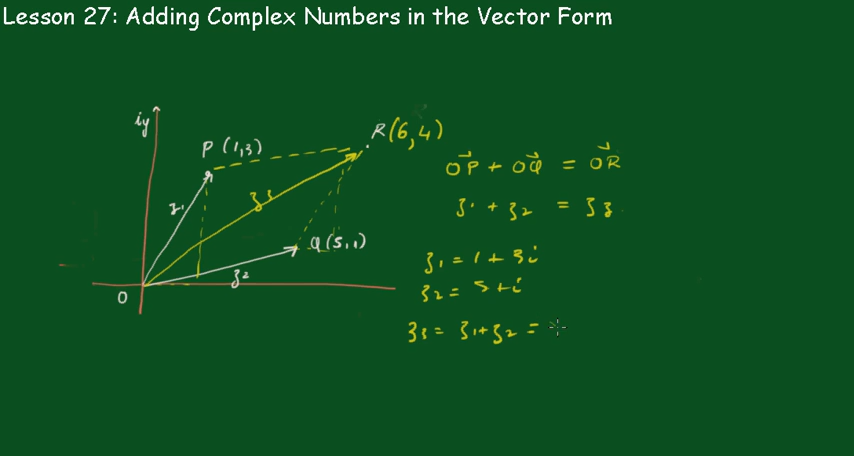 Lesson 27: Adding Complex Numbers in the Vector Form
iy
P (1,3)
R(6,4)
z1
z3
Q(5,1)
z2
O
OP + OQ = OR
z1 + z2 = z3
z1 = 1 + 3i
z2 = 5 + i
z3 = z1 + z2 =